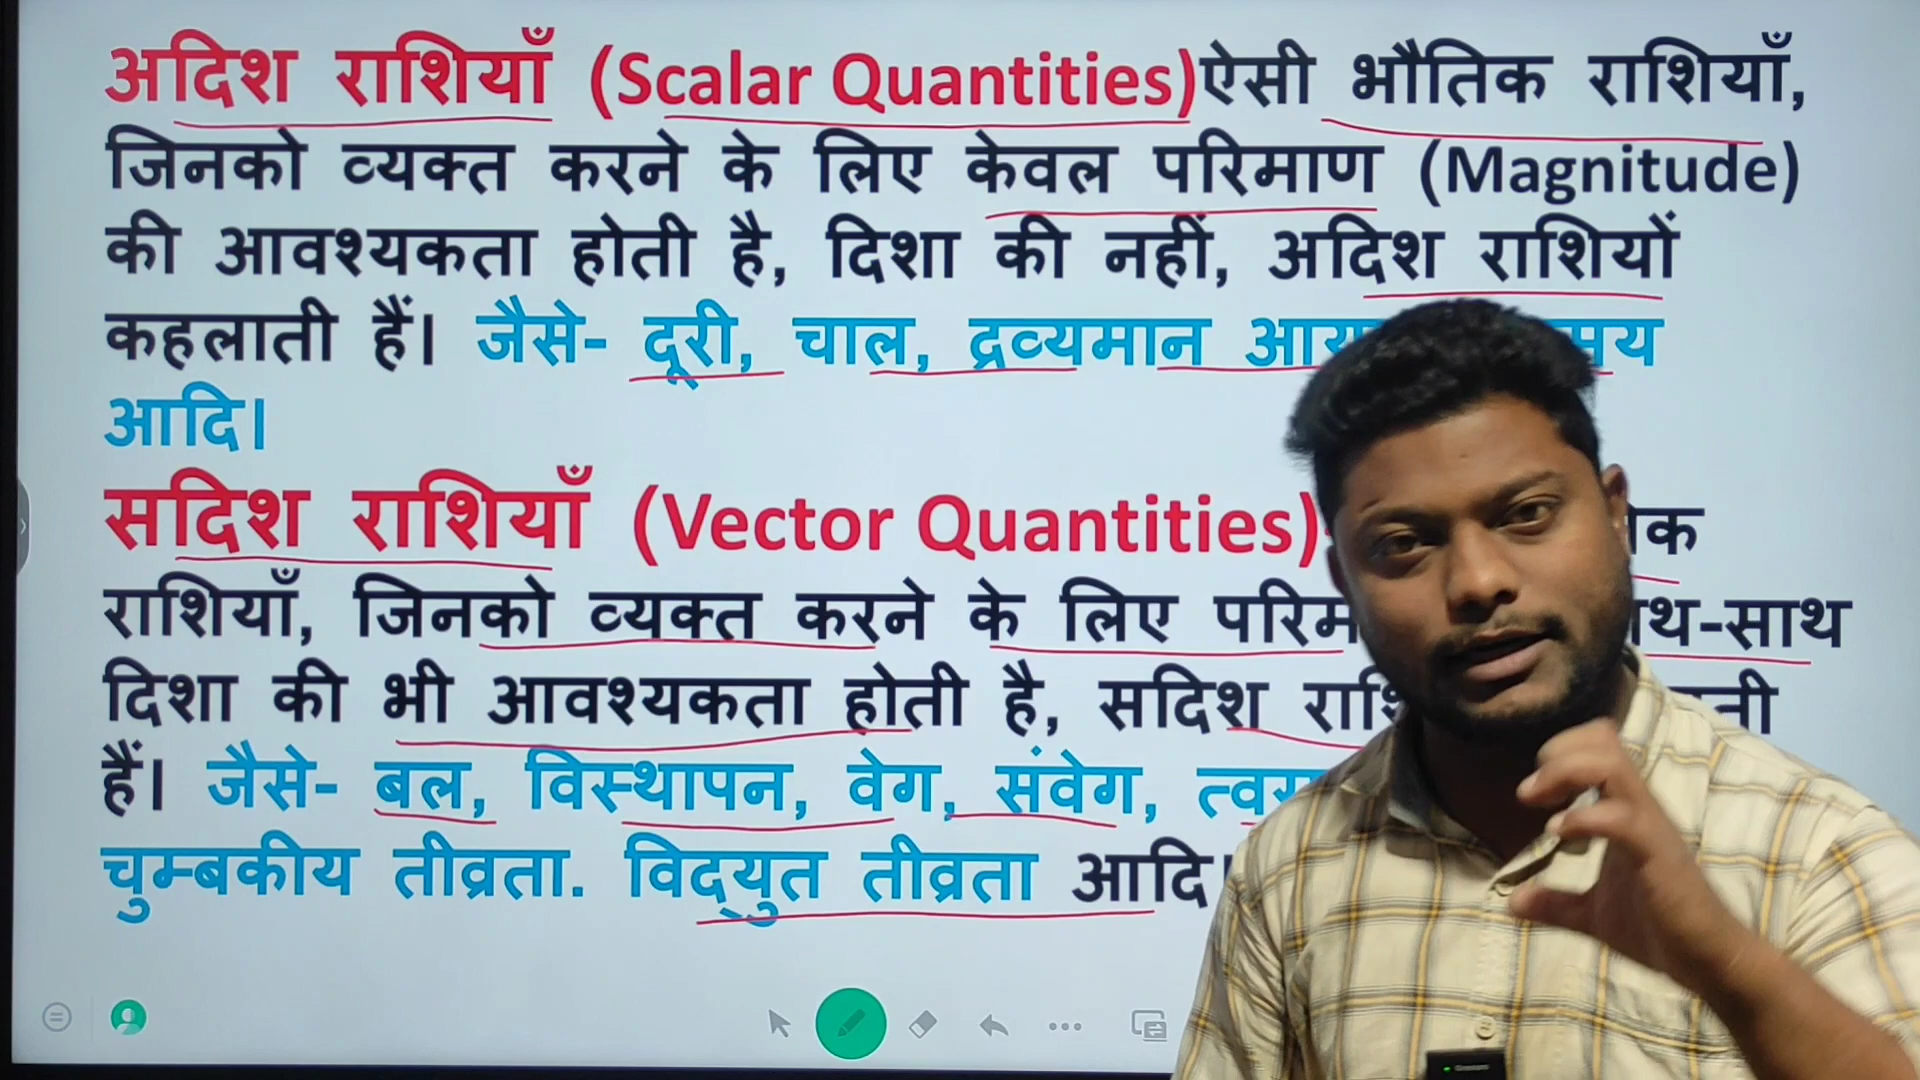 अदिश राशियाँ (Scalar Quantities)ऐसी भौतिक राशियाँ,
जिनको व्यक्त करने के लिए केवल परिमाण (Magnitude)
की आवश्यकता होती है, दिशा की नहीं, अदिश राशियों
कहलाती हैं। जैसे- दूरी, चाल, द्रव्यमान
आदि।
सदिश राशियाँ (Vector Quantities)
राशियाँ, जिनको व्यक्त करने के लिए
दिशा की भी आवश्यकता होती है, सदिश
हैं। जैसे- बल, विस्थापन, वेग, संवेग,
चुम्बकीय तीव्रता. विद्युत तीव्रता आदि।